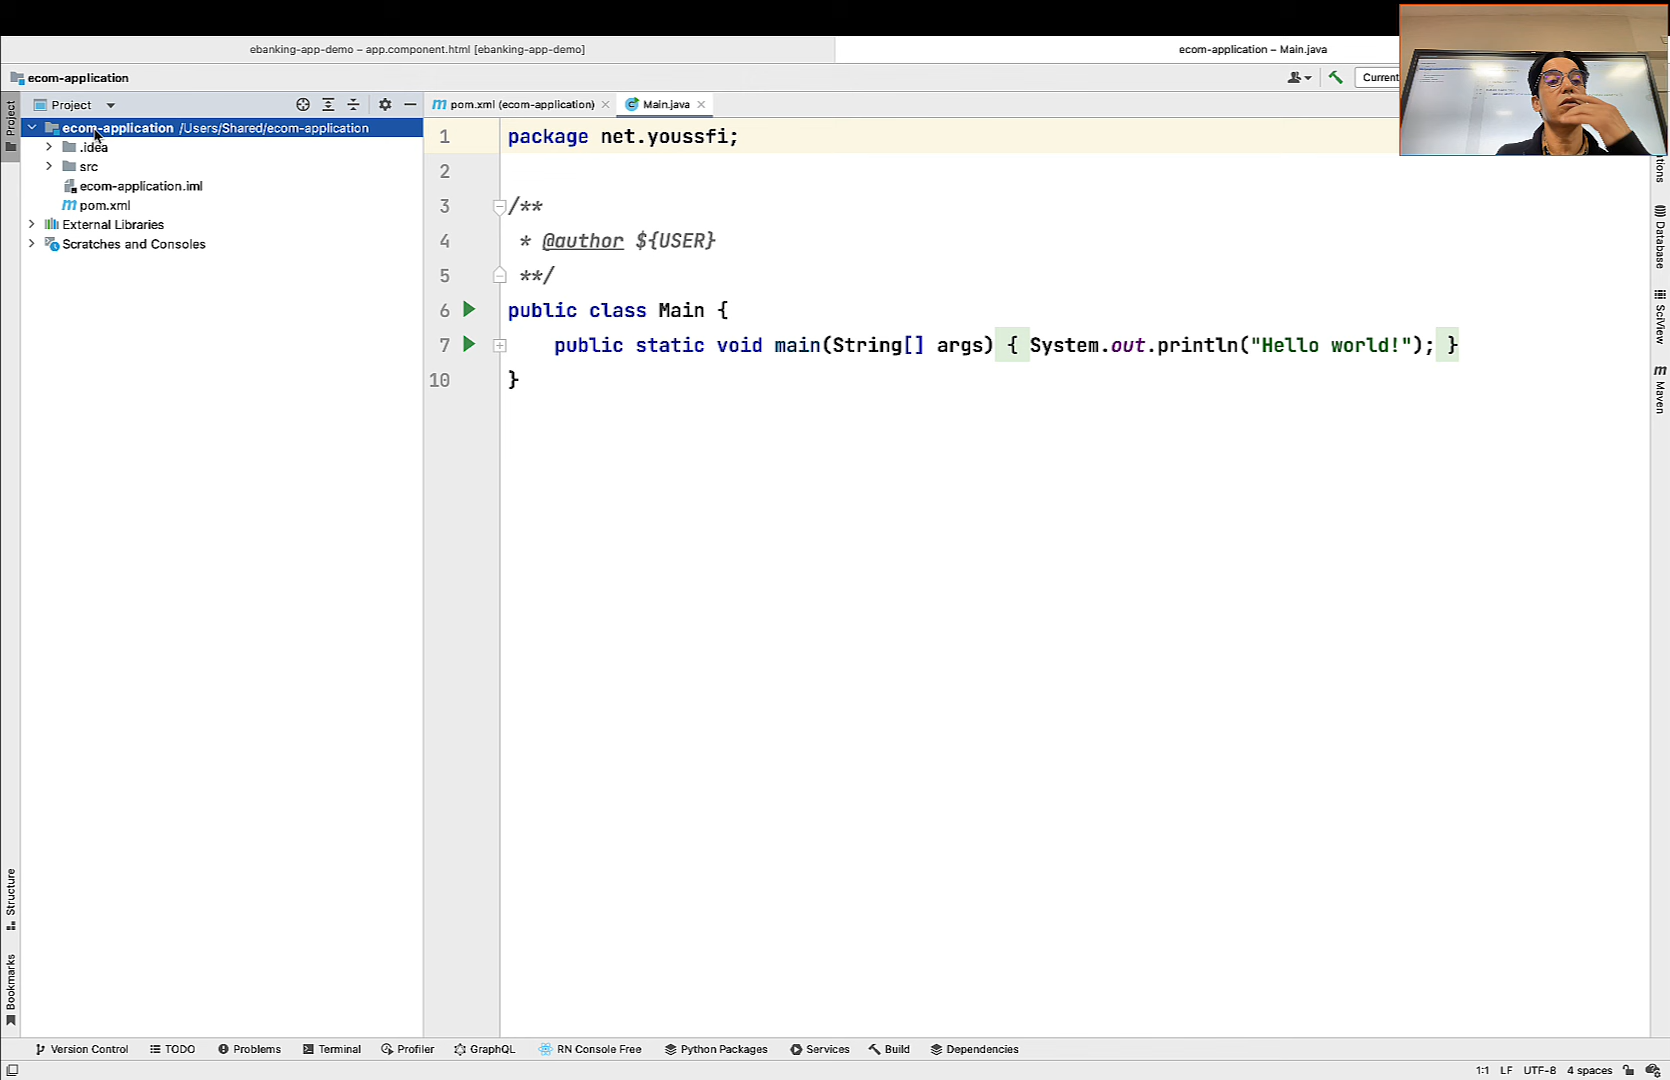 ebanking-app-demo – app.component.html [ebanking-app-demo]
ecom-application – Main.java
ecom-application
Current
Project
pom.xml (ecom-application)
Main.java
Project
ecom-application /Users/Shared/ecom-application
.idea
src
ecom-application.iml
pom.xml
External Libraries
Scratches and Consoles
1 package net.youssfi;
2
3 /**
4 * @author ${USER}
5 **/
6 public class Main {
7 public static void main(String[] args) { System.out.println("Hello world!"); }
10 }
Database
SciView
Maven
Structure
Bookmarks
Version Control
TODO
Problems
Terminal
Profiler
GraphQL
RN Console Free
Python Packages
Services
Build
Dependencies
1:1 LF UTF-8 4 spaces